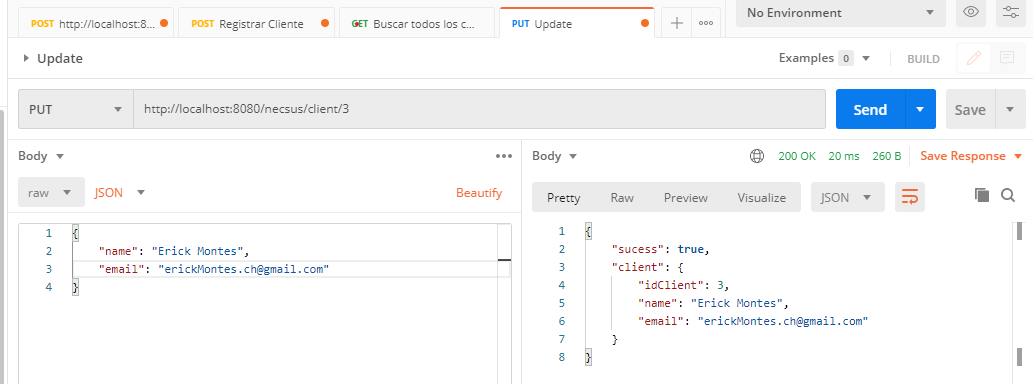 POST http://localhost:8... POST Registrar Cliente GET Buscar todos los c... PUT Update + ooo No Environment
Update Examples 0 BUILD
PUT http://localhost:8080/necsus/client/3 Send Save
Body ••• Body 200 OK 20 ms 260 B Save Response
raw JSON Beautify Pretty Raw Preview Visualize JSON
1 {
2 "name": "Erick Montes",
3 "email": "erickMontes.ch@gmail.com"
4 }
1 {
2 "sucess": true,
3 "client": {
4 "idClient": 3,
5 "name": "Erick Montes",
6 "email": "erickMontes.ch@gmail.com"
7 }
8 }